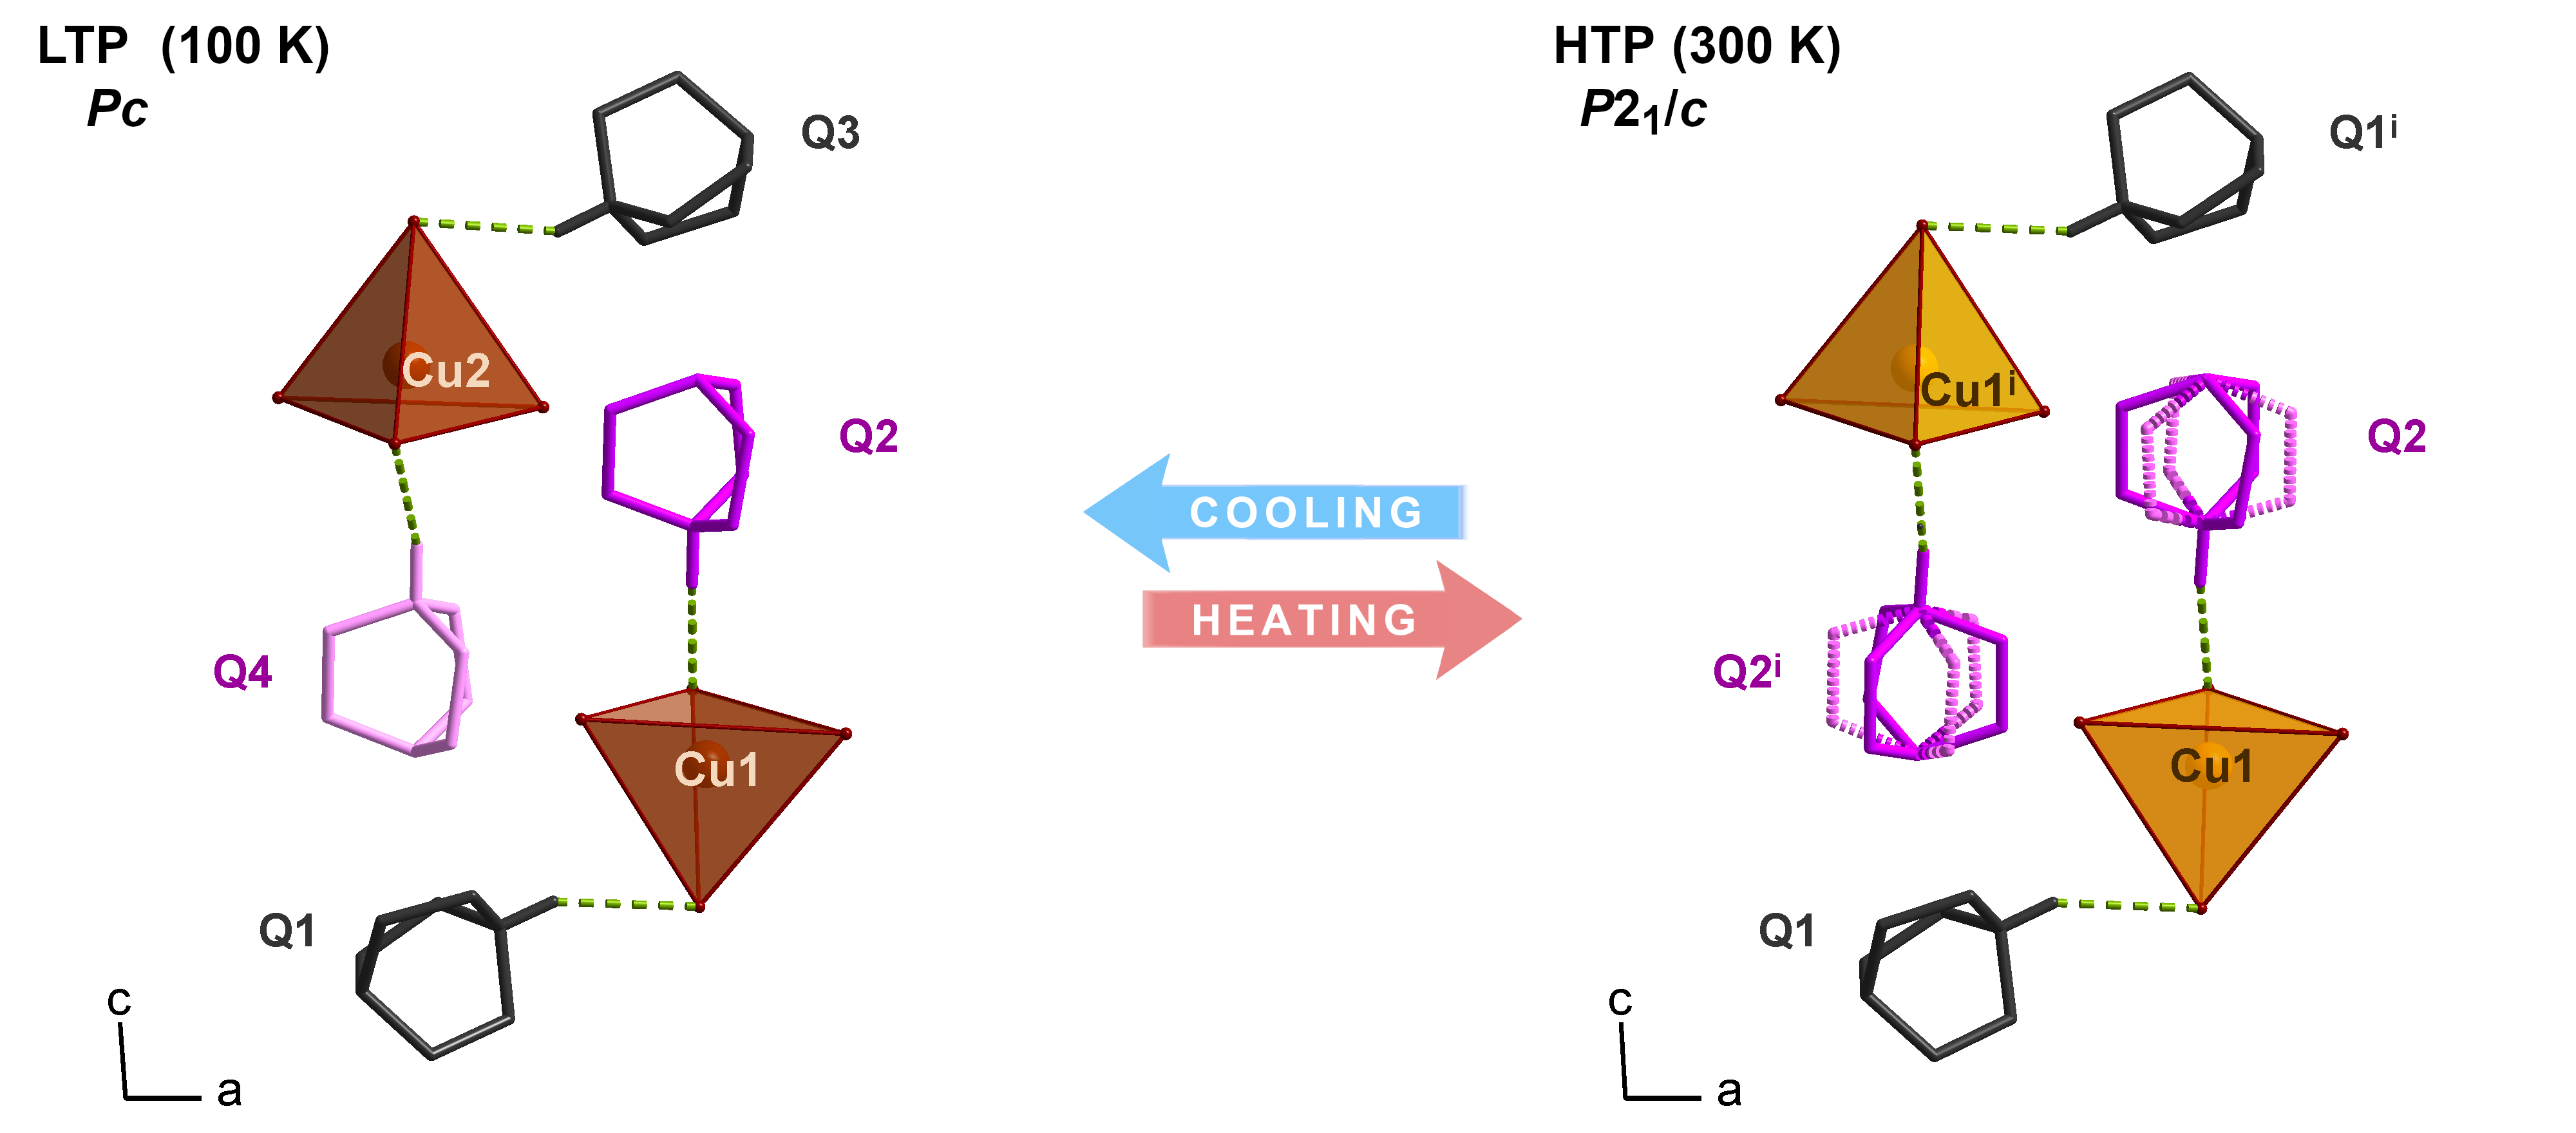 LTP (100 K)
Pc
Q3
Cu2
Q2
Q4
Cu1
Q1
c
a
COOLING
HEATING
HTP (300 K)
P2₁/c
Q1ⁱ
Cu1ⁱ
Q2
Q2ⁱ
Cu1
Q1
c
a